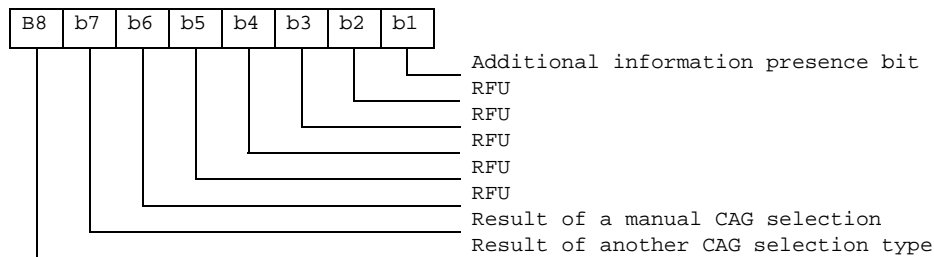 B8 b7 b6 b5 b4 b3 b2 b1
Additional information presence bit
RFU
RFU
RFU
RFU
RFU
Result of a manual CAG selection
Result of another CAG selection type